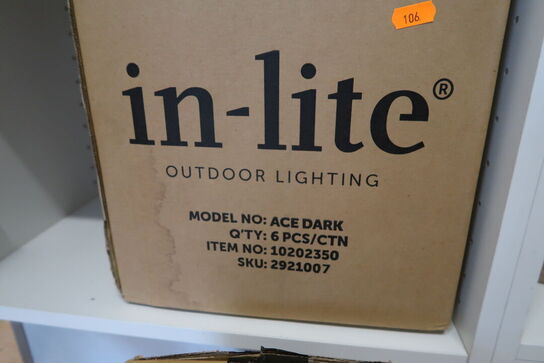 106
in-lite®
OUTDOOR LIGHTING
MODEL NO: ACE DARK
Q'TY: 6 PCS/CTN
ITEM NO: 10202350
SKU: 2921007